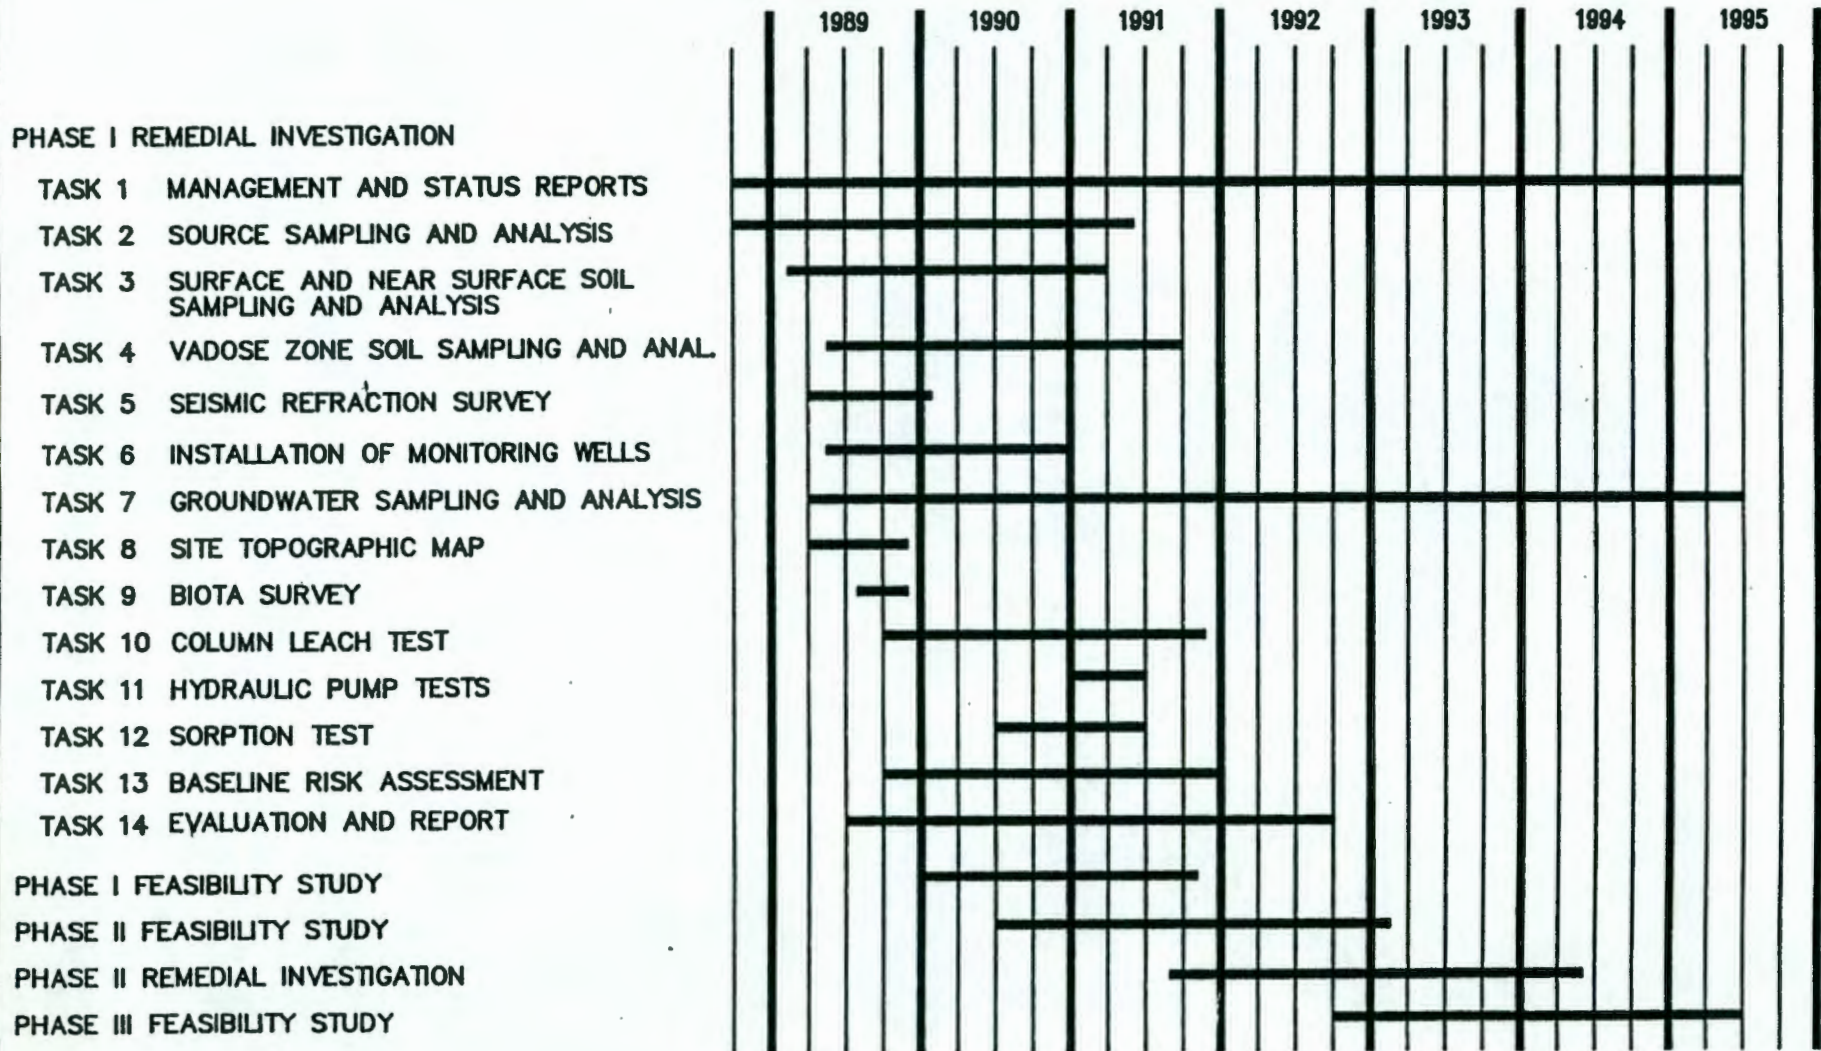 1989 1990 1991 1992 1993 1994 1995
PHASE I REMEDIAL INVESTIGATION
TASK 1 MANAGEMENT AND STATUS REPORTS
TASK 2 SOURCE SAMPLING AND ANALYSIS
TASK 3 SURFACE AND NEAR SURFACE SOIL
SAMPLING AND ANALYSIS
TASK 4 VADOSE ZONE SOIL SAMPLING AND ANAL.
TASK 5 SEISMIC REFRACTION SURVEY
TASK 6 INSTALLATION OF MONITORING WELLS
TASK 7 GROUNDWATER SAMPLING AND ANALYSIS
TASK 8 SITE TOPOGRAPHIC MAP
TASK 9 BIOTA SURVEY
TASK 10 COLUMN LEACH TEST
TASK 11 HYDRAULIC PUMP TESTS
TASK 12 SORPTION TEST
TASK 13 BASELINE RISK ASSESSMENT
TASK 14 EVALUATION AND REPORT
PHASE I FEASIBILITY STUDY
PHASE II FEASIBILITY STUDY
PHASE II REMEDIAL INVESTIGATION
PHASE III FEASIBILITY STUDY